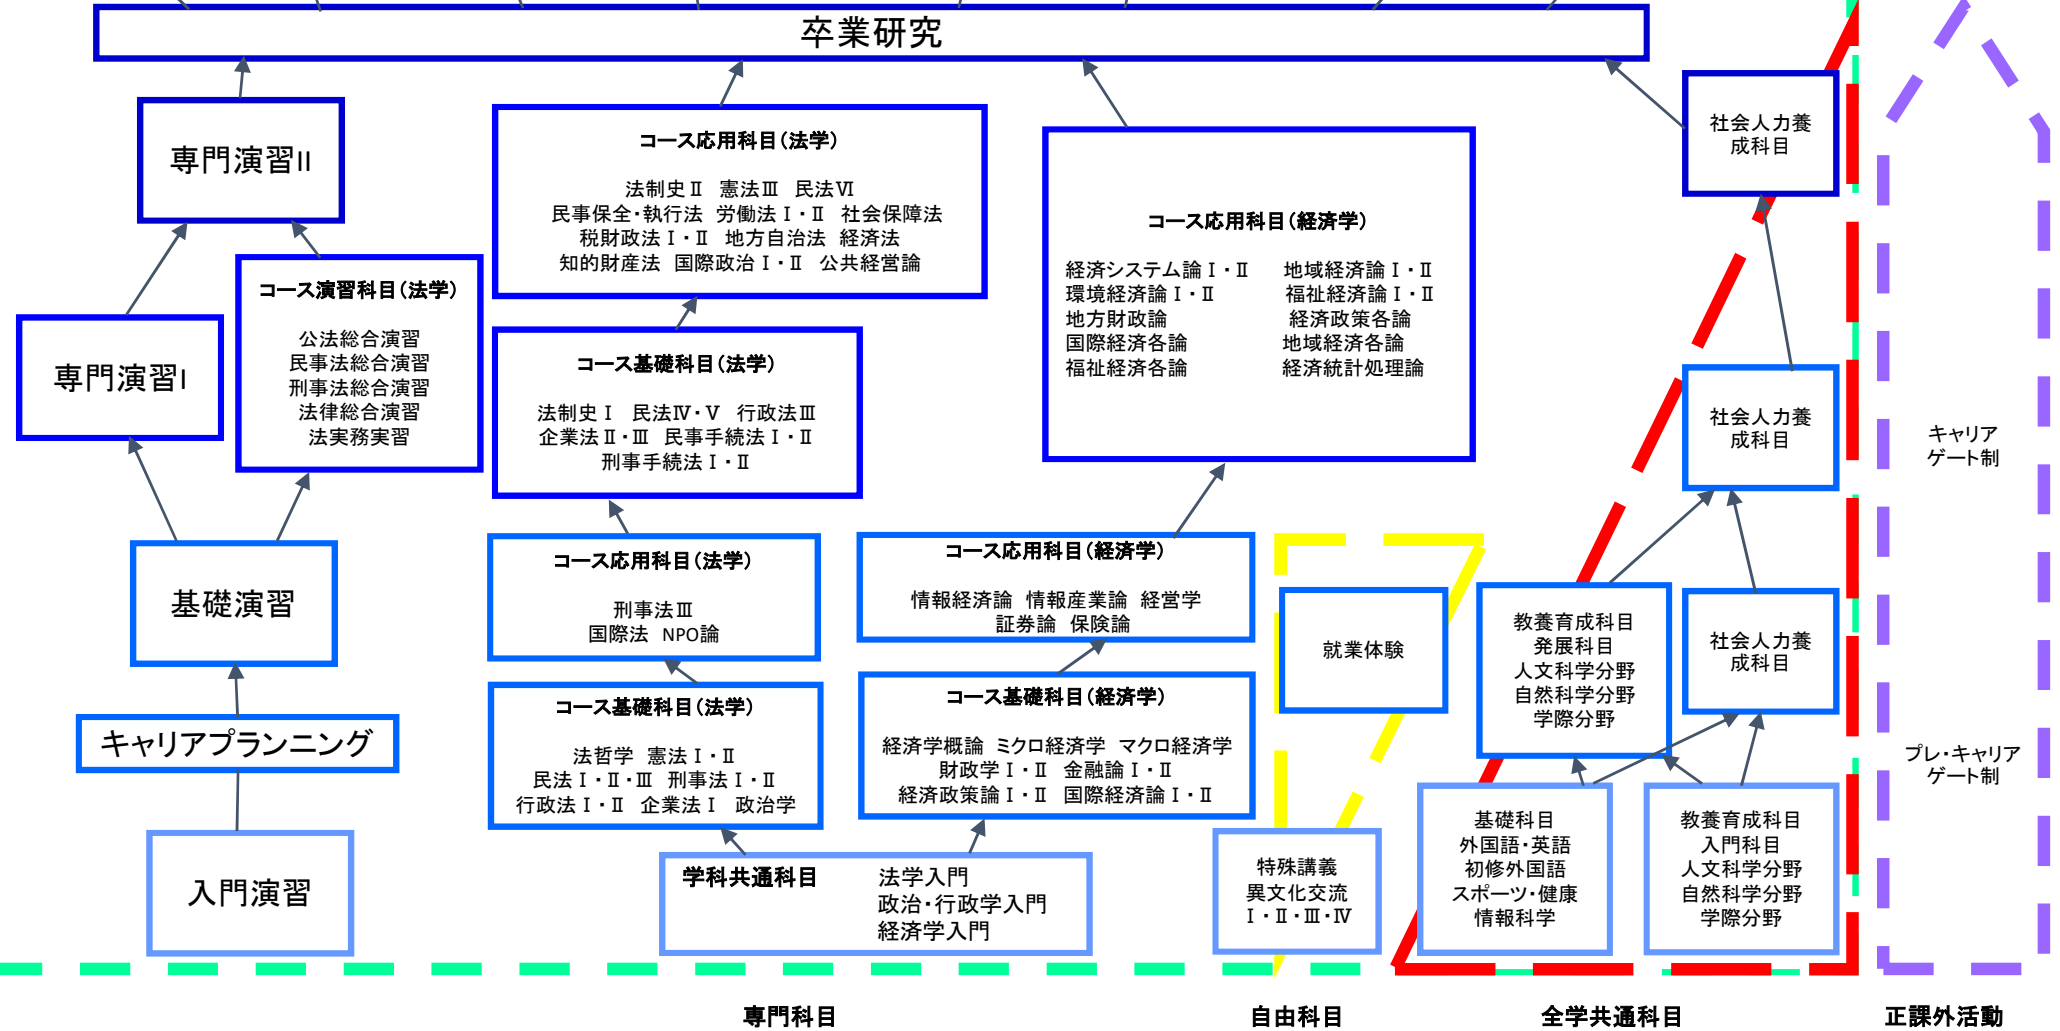 卒業研究
専門演習II
コース応用科目(法学)
法制史Ⅱ 憲法Ⅲ 民法Ⅵ
民事保全・執行法 労働法Ⅰ・Ⅱ 社会保障法
税財政法Ⅰ・Ⅱ 地方自治法 経済法
知的財産法 国際政治Ⅰ・Ⅱ 公共経営論
コース応用科目(経済学)
経済システム論Ⅰ・Ⅱ 地域経済論Ⅰ・Ⅱ
環境経済論Ⅰ・Ⅱ 福祉経済論Ⅰ・Ⅱ
地方財政論 経済政策各論
国際経済各論 地域経済各論
福祉経済各論 経済統計処理論
社会人力養
成科目
専門演習I
コース演習科目(法学)
公法総合演習
民事法総合演習
刑事法総合演習
法律総合演習
法実務実習
コース基礎科目(法学)
法制史Ⅰ 民法Ⅳ・Ⅴ 行政法Ⅲ
企業法Ⅱ・Ⅲ 民事手続法Ⅰ・Ⅱ
刑事手続法Ⅰ・Ⅱ
社会人力養
成科目
キャリア
ゲート制
基礎演習
コース応用科目(法学)
刑事法Ⅲ
国際法 NPO論
コース応用科目(経済学)
情報経済論 情報産業論 経営学
証券論 保険論
就業体験
教養育成科目
発展科目
人文科学分野
自然科学分野
学際分野
社会人力養
成科目
キャリアプランニング
コース基礎科目(法学)
法哲学 憲法Ⅰ・Ⅱ
民法Ⅰ・Ⅱ・Ⅲ 刑事法Ⅰ・Ⅱ
行政法Ⅰ・Ⅱ 企業法Ⅰ 政治学
コース基礎科目(経済学)
経済学概論 ミクロ経済学 マクロ経済学
財政学Ⅰ・Ⅱ 金融論Ⅰ・Ⅱ
経済政策論Ⅰ・Ⅱ 国際経済論Ⅰ・Ⅱ
プレ・キャリア
ゲート制
入門演習
学科共通科目 法学入門
政治・行政学入門
経済学入門
特殊講義
異文化交流
Ⅰ・Ⅱ・Ⅲ・Ⅳ
基礎科目
外国語・英語
初修外国語
スポーツ・健康
情報科学
教養育成科目
入門科目
人文科学分野
自然科学分野
学際分野
専門科目
自由科目
全学共通科目
正課外活動